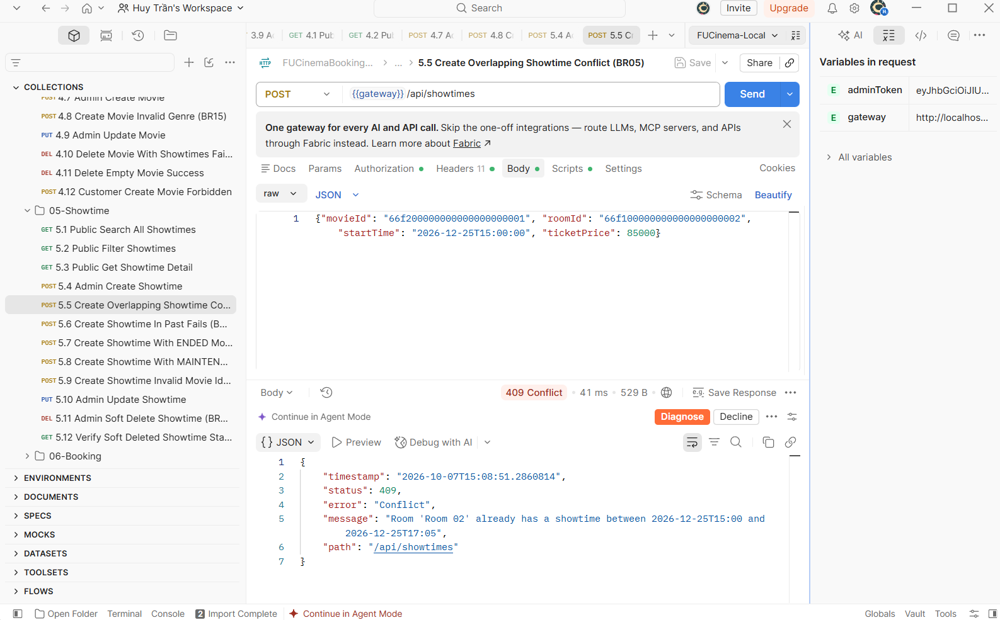 Huy Trần's Workspace
Search
Invite
Upgrade
3.9 A
GET 4.1 Pub
GET 4.2 Pul
POST 4.7 A
POST 4.8 C
POST 5.4 A
POST 5.5 C
FUCinema-Local
AI
HTTP
FUCinemaBooking...
...
5.5 Create Overlapping Showtime Conflict (BR05)
Save
Share
Variables in request
COLLECTIONS
POST 4.7 Admin Create Movie
POST 4.8 Create Movie Invalid Genre (BR15)
PUT 4.9 Admin Update Movie
DEL 4.10 Delete Movie With Showtimes Fai...
DEL 4.11 Delete Empty Movie Success
POST 4.12 Customer Create Movie Forbidden
05-Showtime
GET 5.1 Public Search All Showtimes
GET 5.2 Public Filter Showtimes
GET 5.3 Public Get Showtime Detail
POST 5.4 Admin Create Showtime
POST 5.5 Create Overlapping Showtime Co...
POST 5.6 Create Showtime In Past Fails (B...
POST 5.7 Create Showtime With ENDED Mo...
POST 5.8 Create Showtime With MAINTEN...
POST 5.9 Create Showtime Invalid Movie Id...
PUT 5.10 Admin Update Showtime
DEL 5.11 Admin Soft Delete Showtime (BR...
GET 5.12 Verify Soft Deleted Showtime Sta...
06-Booking
ENVIRONMENTS
DOCUMENTS
SPECS
MOCKS
DATASETS
TOOLSETS
FLOWS
POST
{{gateway}} /api/showtimes
Send
One gateway for every AI and API call. Skip the one-off integrations — route LLMs, MCP servers, and APIs
through Fabric instead. Learn more about Fabric ↗
Docs
Params
Authorization
Headers 11
Body
Scripts
Settings
Cookies
raw
JSON
Schema
Beautify
1 {"movieId": "66f200000000000000000001", "roomId": "66f100000000000000000002",
"startTime": "2026-12-25T15:00:00", "ticketPrice": 85000}
Body
409 Conflict
41 ms
529 B
e.g. Save Response
Continue in Agent Mode
Diagnose
Decline
{} JSON
Preview
Debug with AI
1 {
2 "timestamp": "2026-10-07T15:08:51.2860814",
3 "status": 409,
4 "error": "Conflict",
5 "message": "Room 'Room 02' already has a showtime between 2026-12-25T15:00 and
2026-12-25T17:05",
6 "path": "/api/showtimes"
7 }
E adminToken eyJhbGciOiJIU...
E gateway http://localhos...
All variables
Open Folder
Terminal
Console
2 Import Complete
Continue in Agent Mode
Globals
Vault
Tools